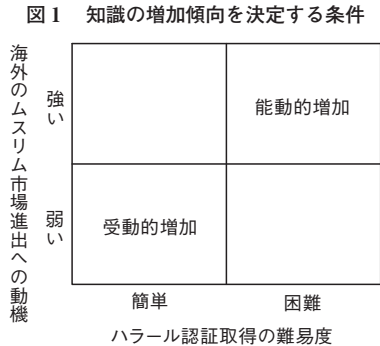 図1　知識の増加傾向を決定する条件
海外のムスリム市場進出への動機
強い
能動的増加
弱い
受動的増加
簡単
困難
ハラール認証取得の難易度